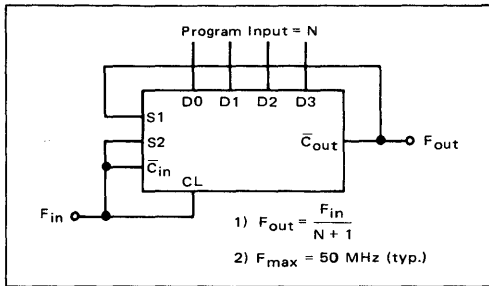 Program Input = N
D0 D1 D2 D3
S1
S2
C̅in
C̅out
Fout
CL
Fin
1) Fout = Fin / N + 1
2) Fmax = 50 MHz (typ.)